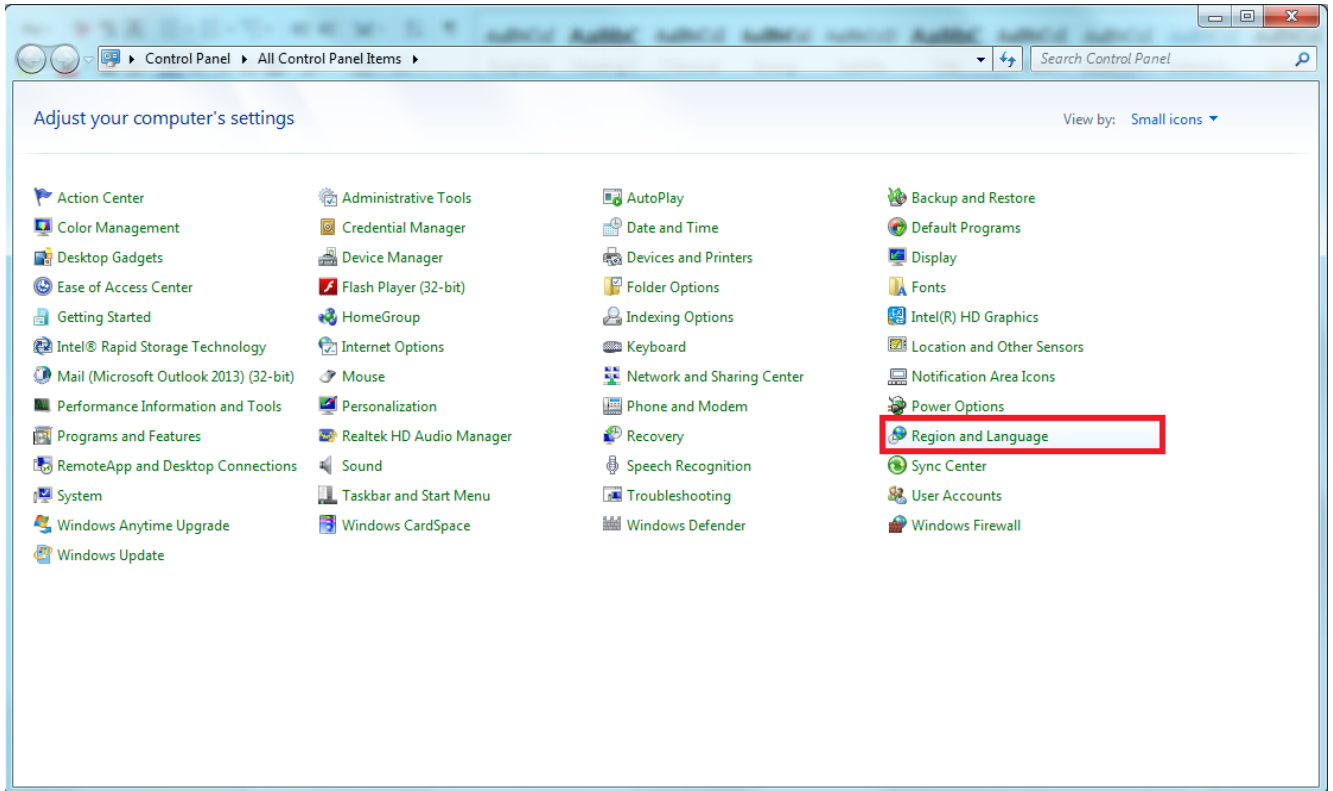 Control Panel All Control Panel Items Search Control Panel
Adjust your computer's settings View by: Small icons
Action Center Administrative Tools AutoPlay Backup and Restore
Color Management Credential Manager Date and Time Default Programs
Desktop Gadgets Device Manager Devices and Printers Display
Ease of Access Center Flash Player (32-bit) Folder Options Fonts
Getting Started HomeGroup Indexing Options Intel(R) HD Graphics
Intel® Rapid Storage Technology Internet Options Keyboard Location and Other Sensors
Mail (Microsoft Outlook 2013) (32-bit) Mouse Network and Sharing Center Notification Area Icons
Performance Information and Tools Personalization Phone and Modem Power Options
Programs and Features Realtek HD Audio Manager Recovery Region and Language
RemoteApp and Desktop Connections Sound Speech Recognition Sync Center
System Taskbar and Start Menu Troubleshooting User Accounts
Windows Anytime Upgrade Windows CardSpace Windows Defender Windows Firewall
Windows Update